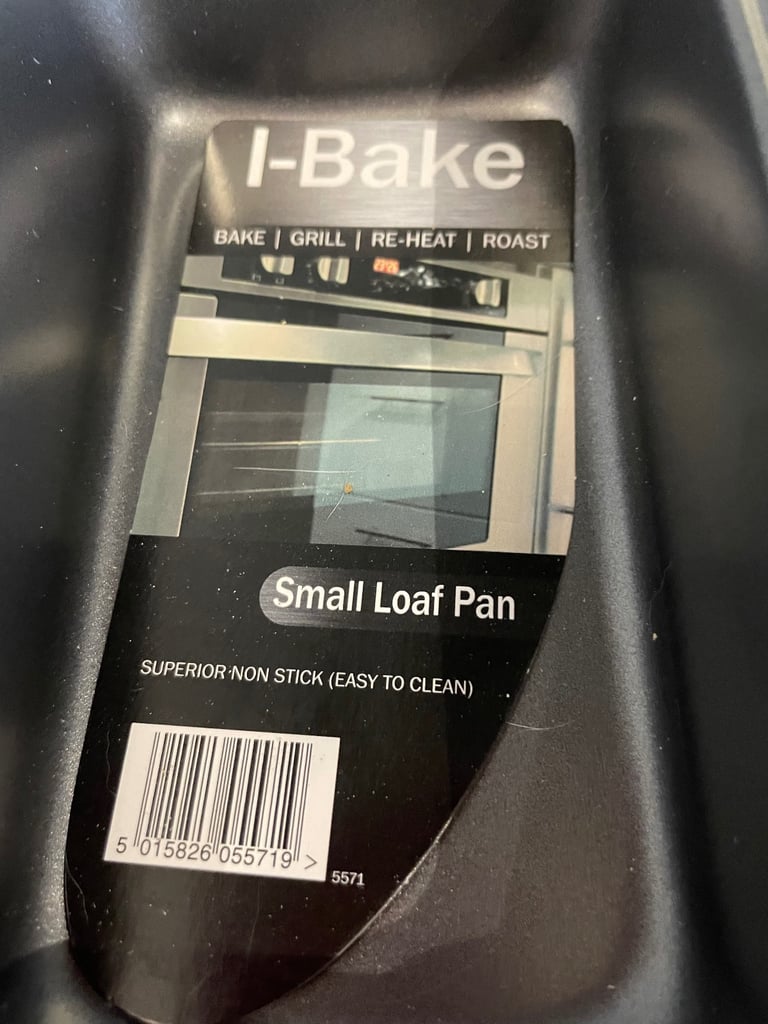 I-Bake
BAKE | GRILL | RE-HEAT | ROAST
Small Loaf Pan
SUPERIOR NON STICK (EASY TO CLEAN)
5 015826 055719 >
5571